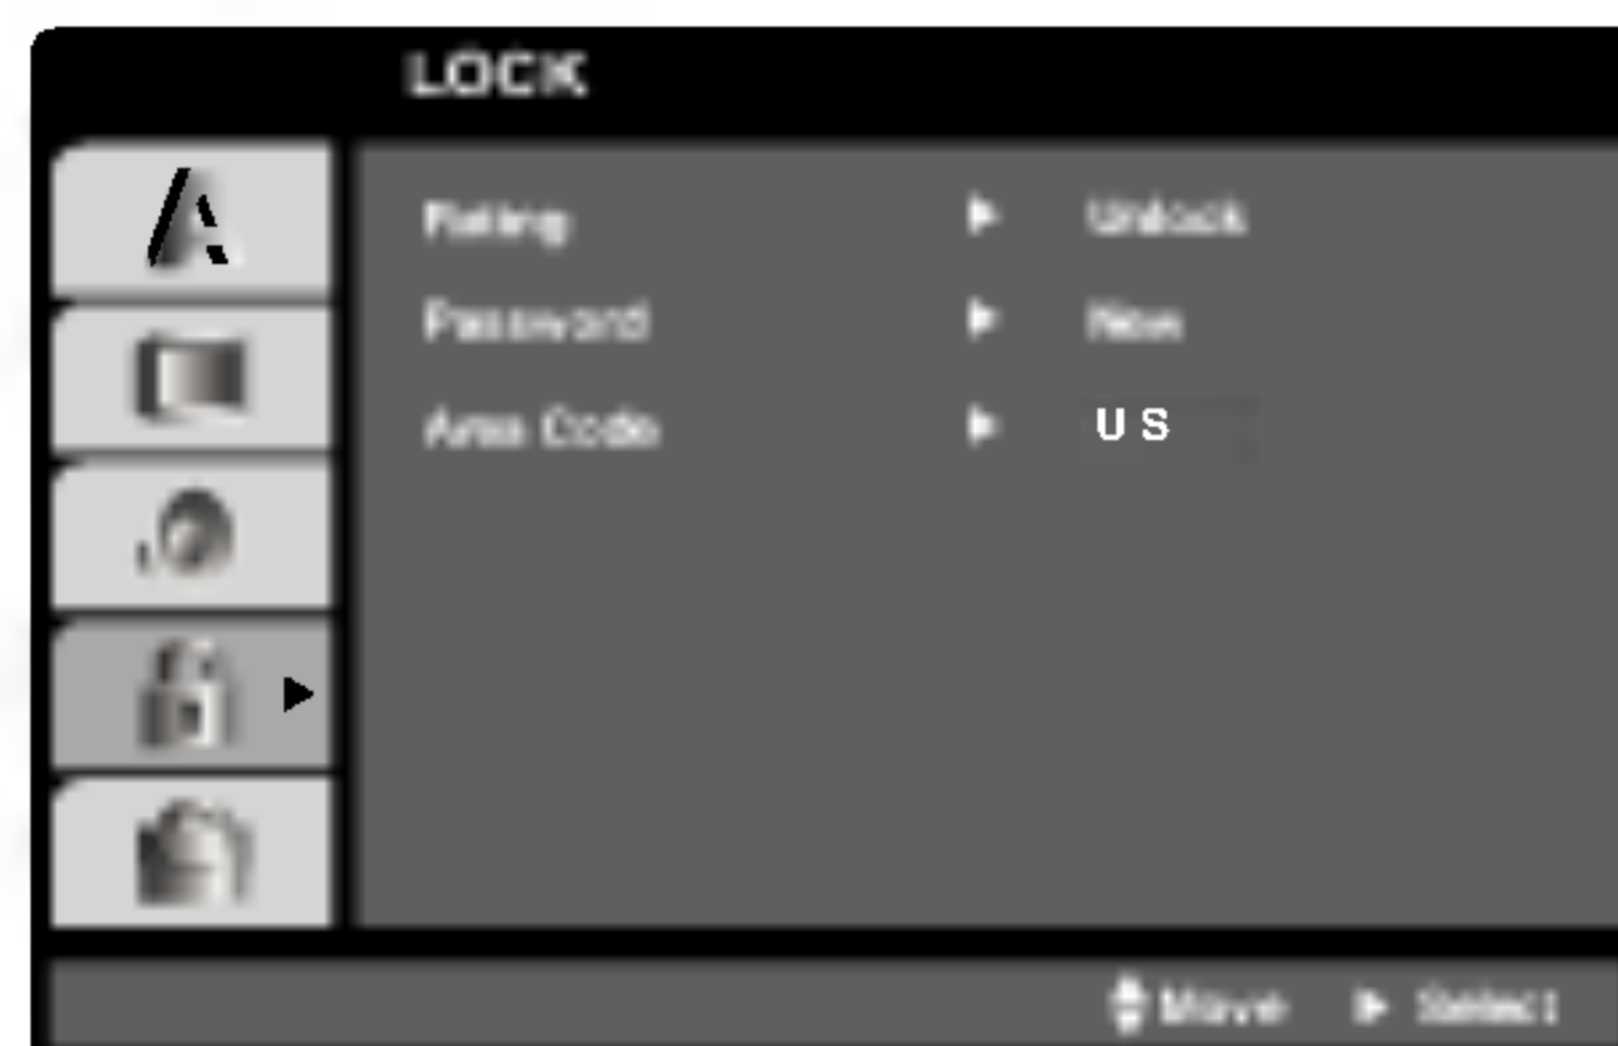 LOCK
A
Rating ► Unlock
Password ► New
Area Code ► U S
Move ► Select